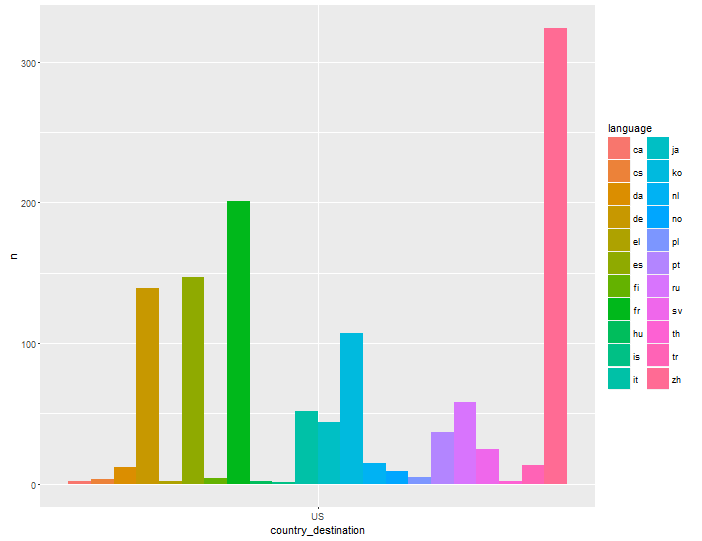 300
200
100
0
n
US
country_destination
language
ca ja
cs ko
da nl
de no
el pl
es pt
fi ru
fr sv
hu th
is tr
it zh